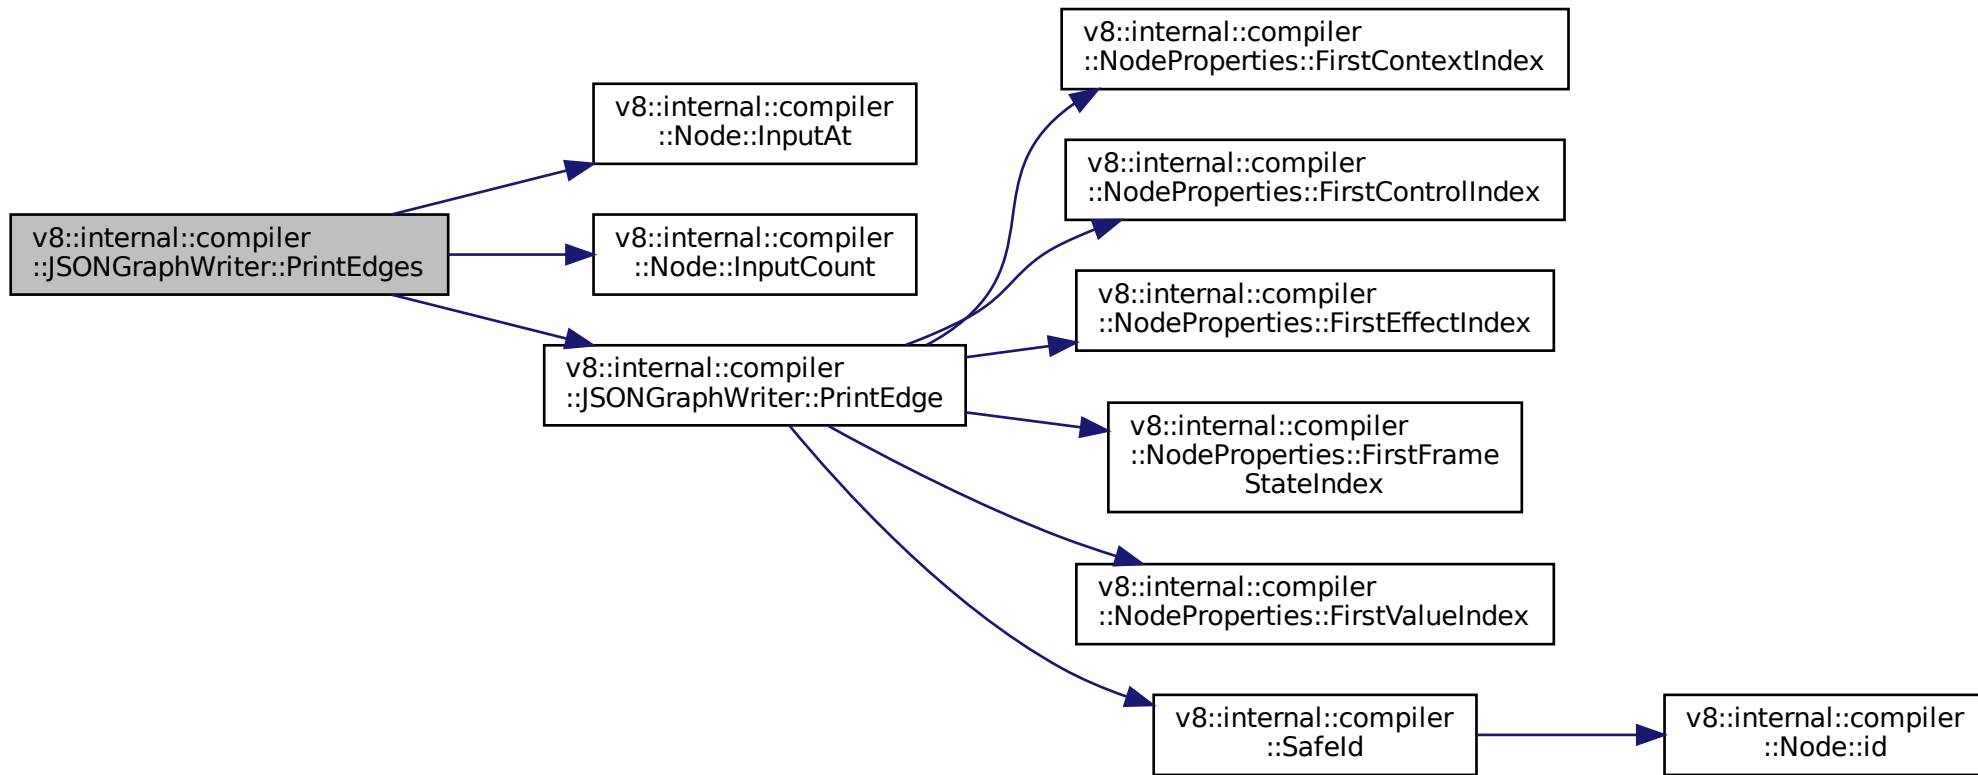 v8::internal::compiler
::JSONGraphWriter::PrintEdges
v8::internal::compiler
::Node::InputAt
v8::internal::compiler
::Node::InputCount
v8::internal::compiler
::JSONGraphWriter::PrintEdge
v8::internal::compiler
::NodeProperties::FirstContextIndex
v8::internal::compiler
::NodeProperties::FirstControlIndex
v8::internal::compiler
::NodeProperties::FirstEffectIndex
v8::internal::compiler
::NodeProperties::FirstFrame
StateIndex
v8::internal::compiler
::NodeProperties::FirstValueIndex
v8::internal::compiler
::SafeId
v8::internal::compiler
::Node::id